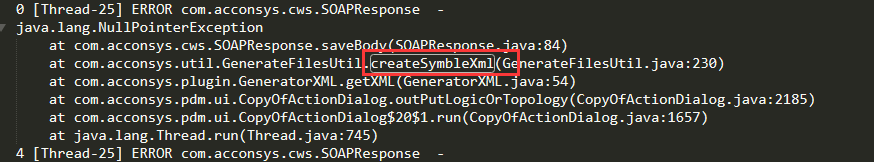 0 [Thread-25] ERROR com.acconsys.cws.SOAPResponse  -
java.lang.NullPointerException
at com.acconsys.cws.SOAPResponse.saveBody(SOAPResponse.java:84)
at com.acconsys.util.GenerateFilesUtil.createSymbleXml(GenerateFilesUtil.java:230)
at com.acconsys.plugin.GeneratorXML.getXML(GeneratorXML.java:54)
at com.acconsys.pdm.ui.CopyOfActionDialog.outPutLogicOrTopology(CopyOfActionDialog.java:2185)
at com.acconsys.pdm.ui.CopyOfActionDialog$20$1.run(CopyOfActionDialog.java:1657)
at java.lang.Thread.run(Thread.java:745)
4 [Thread-25] ERROR com.acconsys.cws.SOAPResponse  -